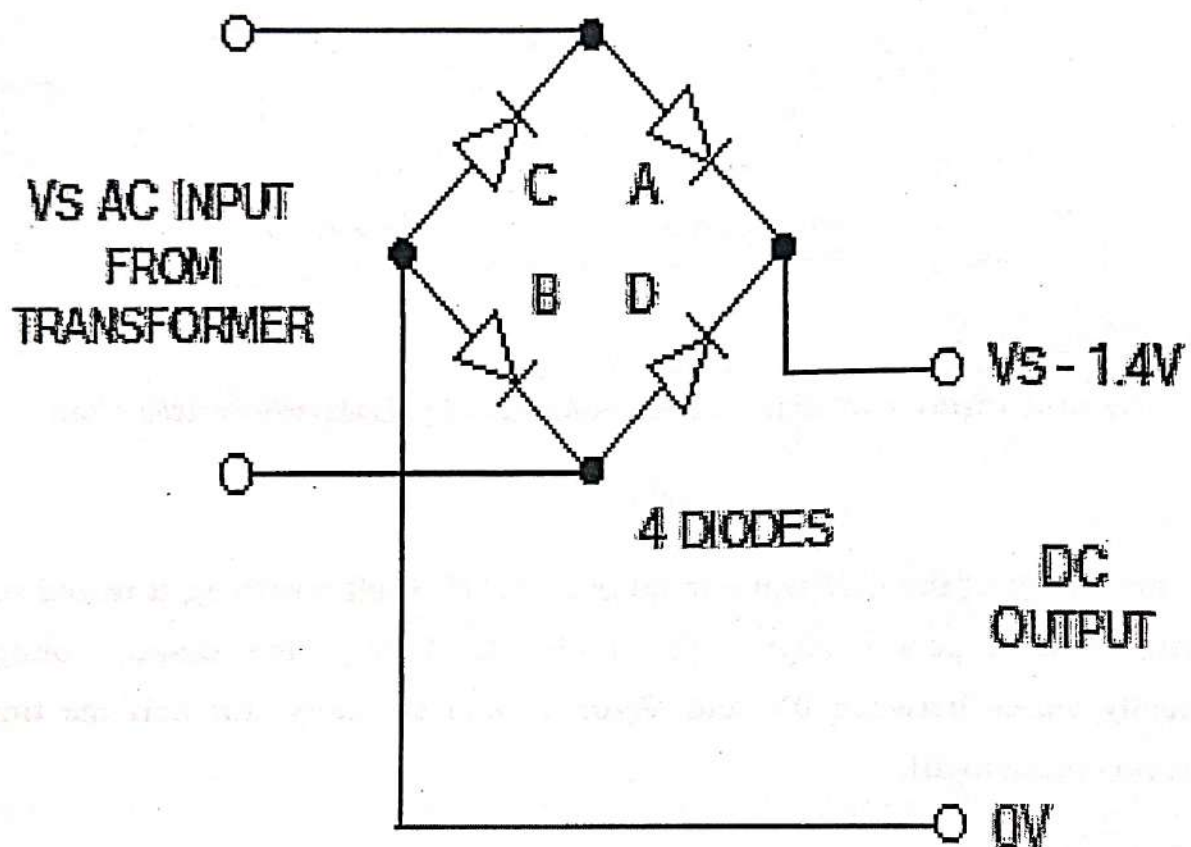 C A
VS AC INPUT
FROM
TRANSFORMER
B D
VS - 1.4V
4 DIODES
DC
OUTPUT
0V